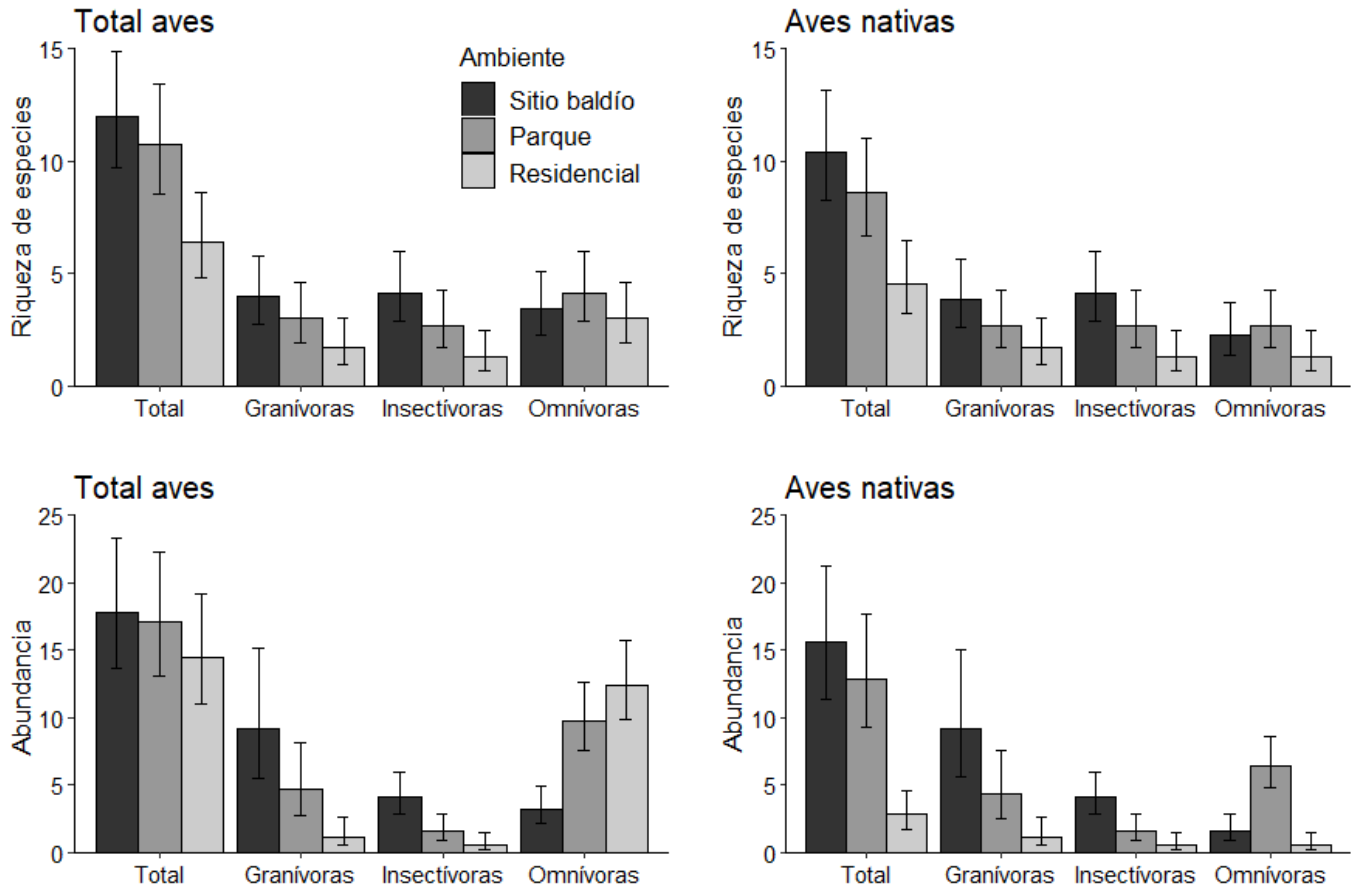 Total aves
Aves nativas
15
10
5
0
Riqueza de especies
Ambiente
Sitio baldío
Parque
Residencial
Total Granívoras Insectívoras Omnívoras
15
10
5
0
Riqueza de especies
Total Granívoras Insectívoras Omnívoras
Total aves
Aves nativas
25
20
15
10
5
0
Abundancia
Total Granívoras Insectívoras Omnívoras
25
20
15
10
5
0
Abundancia
Total Granívoras Insectívoras Omnívoras